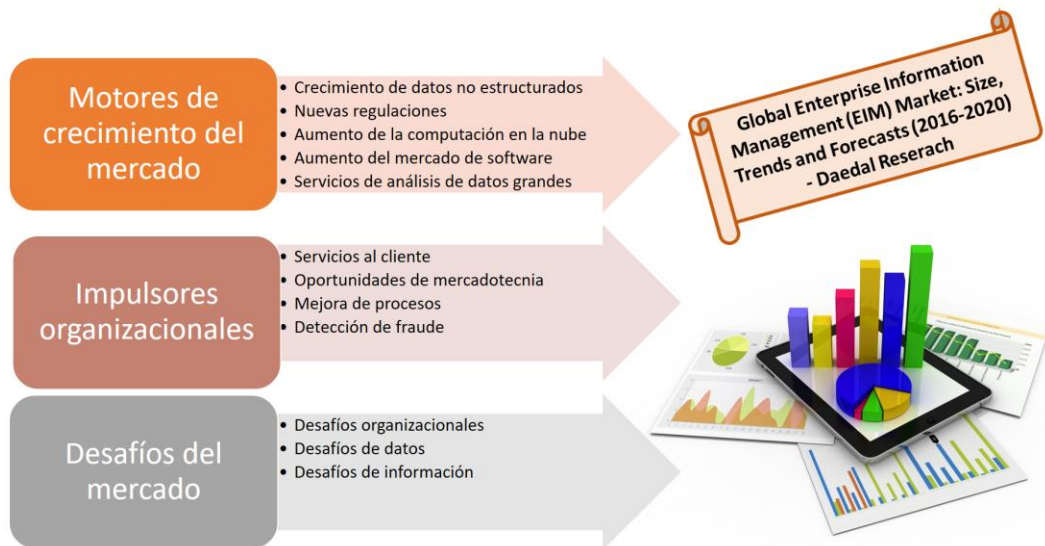 Motores de
crecimiento del
mercado
• Crecimiento de datos no estructurados
• Nuevas regulaciones
• Aumento de la computación en la nube
• Aumento del mercado de software
• Servicios de análisis de datos grandes
Global Enterprise Information
Management (EIM) Market: Size,
Trends and Forecasts (2016-2020)
- Daedal Reserach
Impulsores
organizacionales
• Servicios al cliente
• Oportunidades de mercadotecnia
• Mejora de procesos
• Detección de fraude
Desafíos del
mercado
• Desafíos organizacionales
• Desafíos de datos
• Desafíos de información